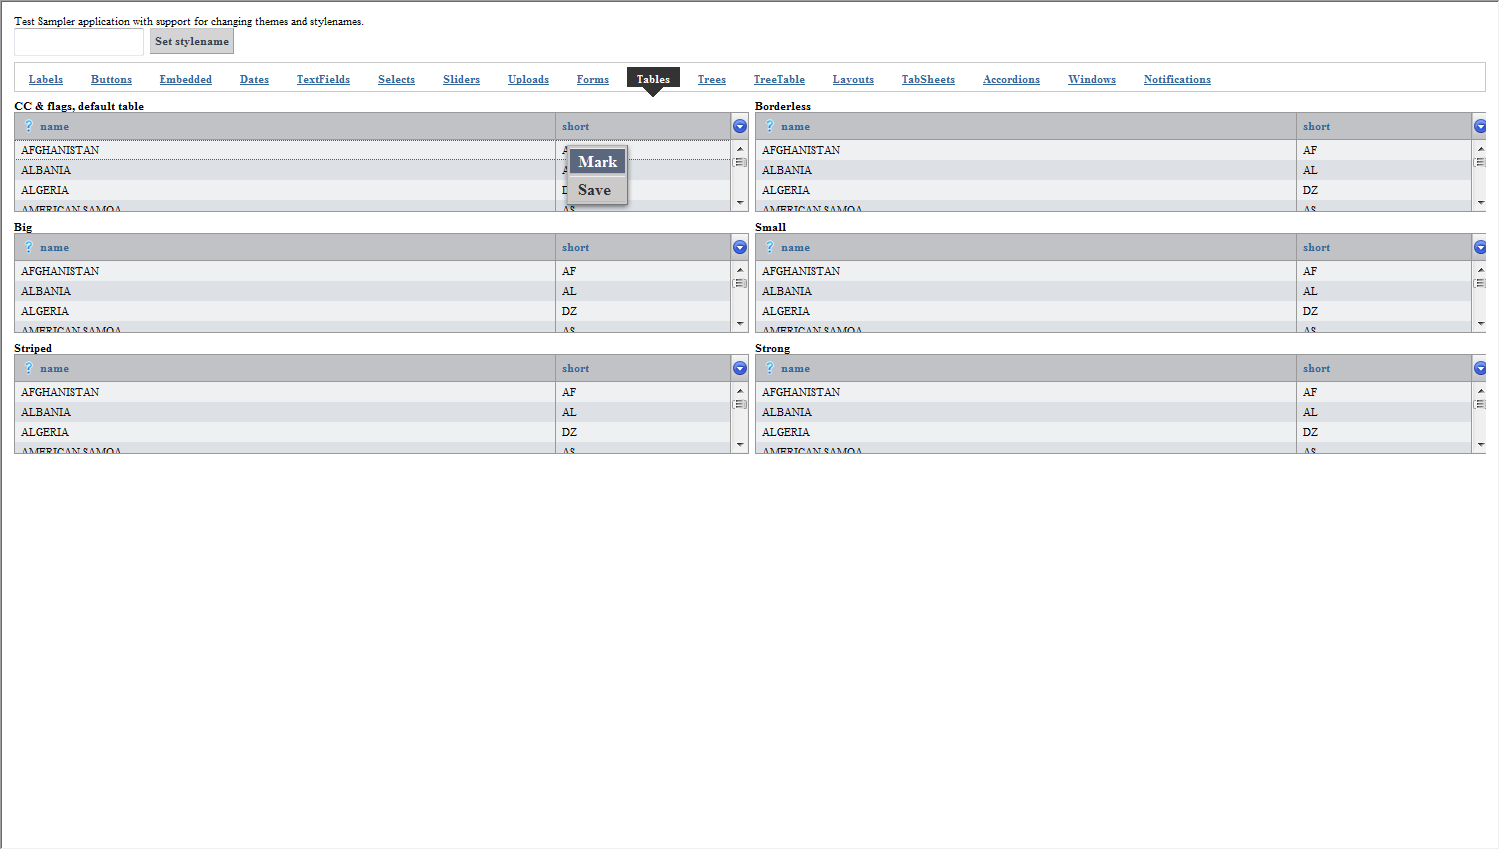 Test Sampler application with support for changing themes and stylenames.
Set stylename
Labels Buttons Embedded Dates TextFields Selects Sliders Uploads Forms Tables Trees TreeTable Layouts TabSheets Accordions Windows Notifications
CC & flags, default table
? name short
AFGHANISTAN
ALBANIA
ALGERIA
AMERICAN SAMOA AS
Mark
Save
Borderless
? name short
AFGHANISTAN AF
ALBANIA AL
ALGERIA DZ
AMERICAN SAMOA AS
Big
? name short
AFGHANISTAN AF
ALBANIA AL
ALGERIA DZ
AMERICAN SAMOA AS
Small
? name short
AFGHANISTAN AF
ALBANIA AL
ALGERIA DZ
AMERICAN SAMOA AS
Striped
? name short
AFGHANISTAN AF
ALBANIA AL
ALGERIA DZ
AMERICAN SAMOA AS
Strong
? name short
AFGHANISTAN AF
ALBANIA AL
ALGERIA DZ
AMERICAN SAMOA AS